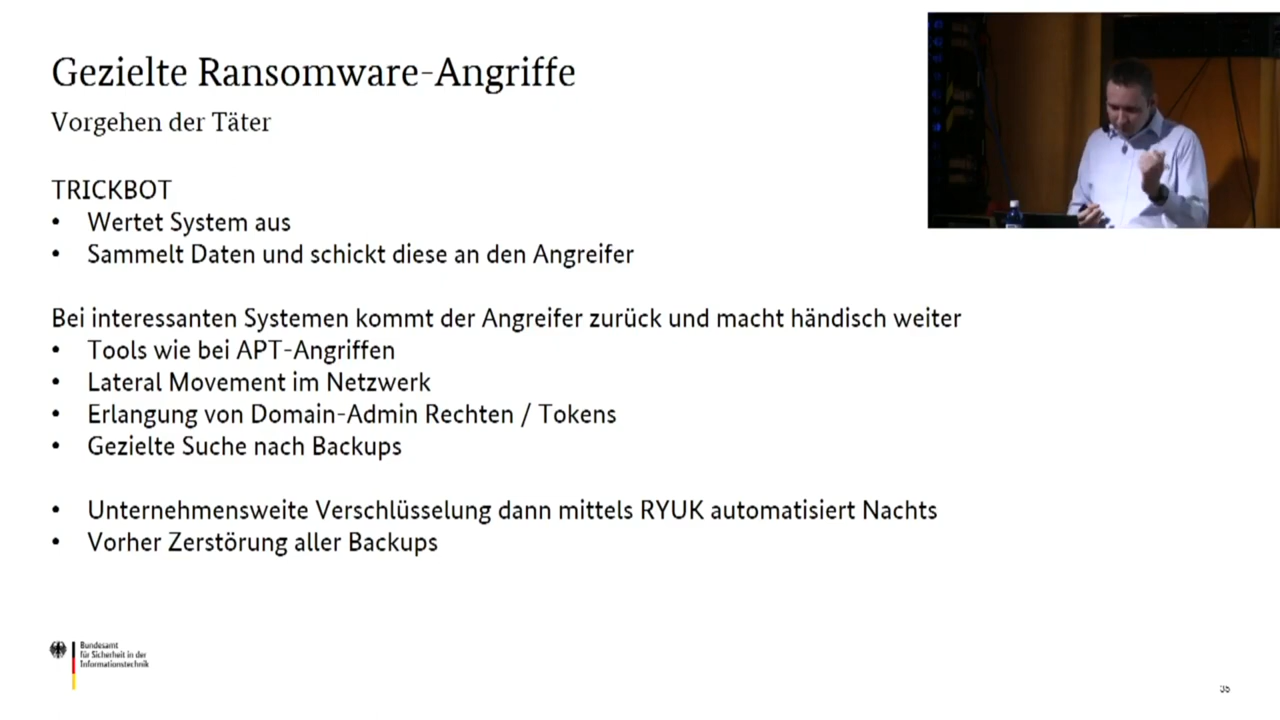 Gezielte Ransomware-Angriffe
Vorgehen der Täter
TRICKBOT
• Wertet System aus
• Sammelt Daten und schickt diese an den Angreifer
Bei interessanten Systemen kommt der Angreifer zurück und macht händisch weiter
• Tools wie bei APT-Angriffen
• Lateral Movement im Netzwerk
• Erlangung von Domain-Admin Rechten / Tokens
• Gezielte Suche nach Backups
• Unternehmensweite Verschlüsselung dann mittels RYUK automatisiert Nachts
• Vorher Zerstörung aller Backups
Bundesamt
für Sicherheit in der
Informationstechnik
35